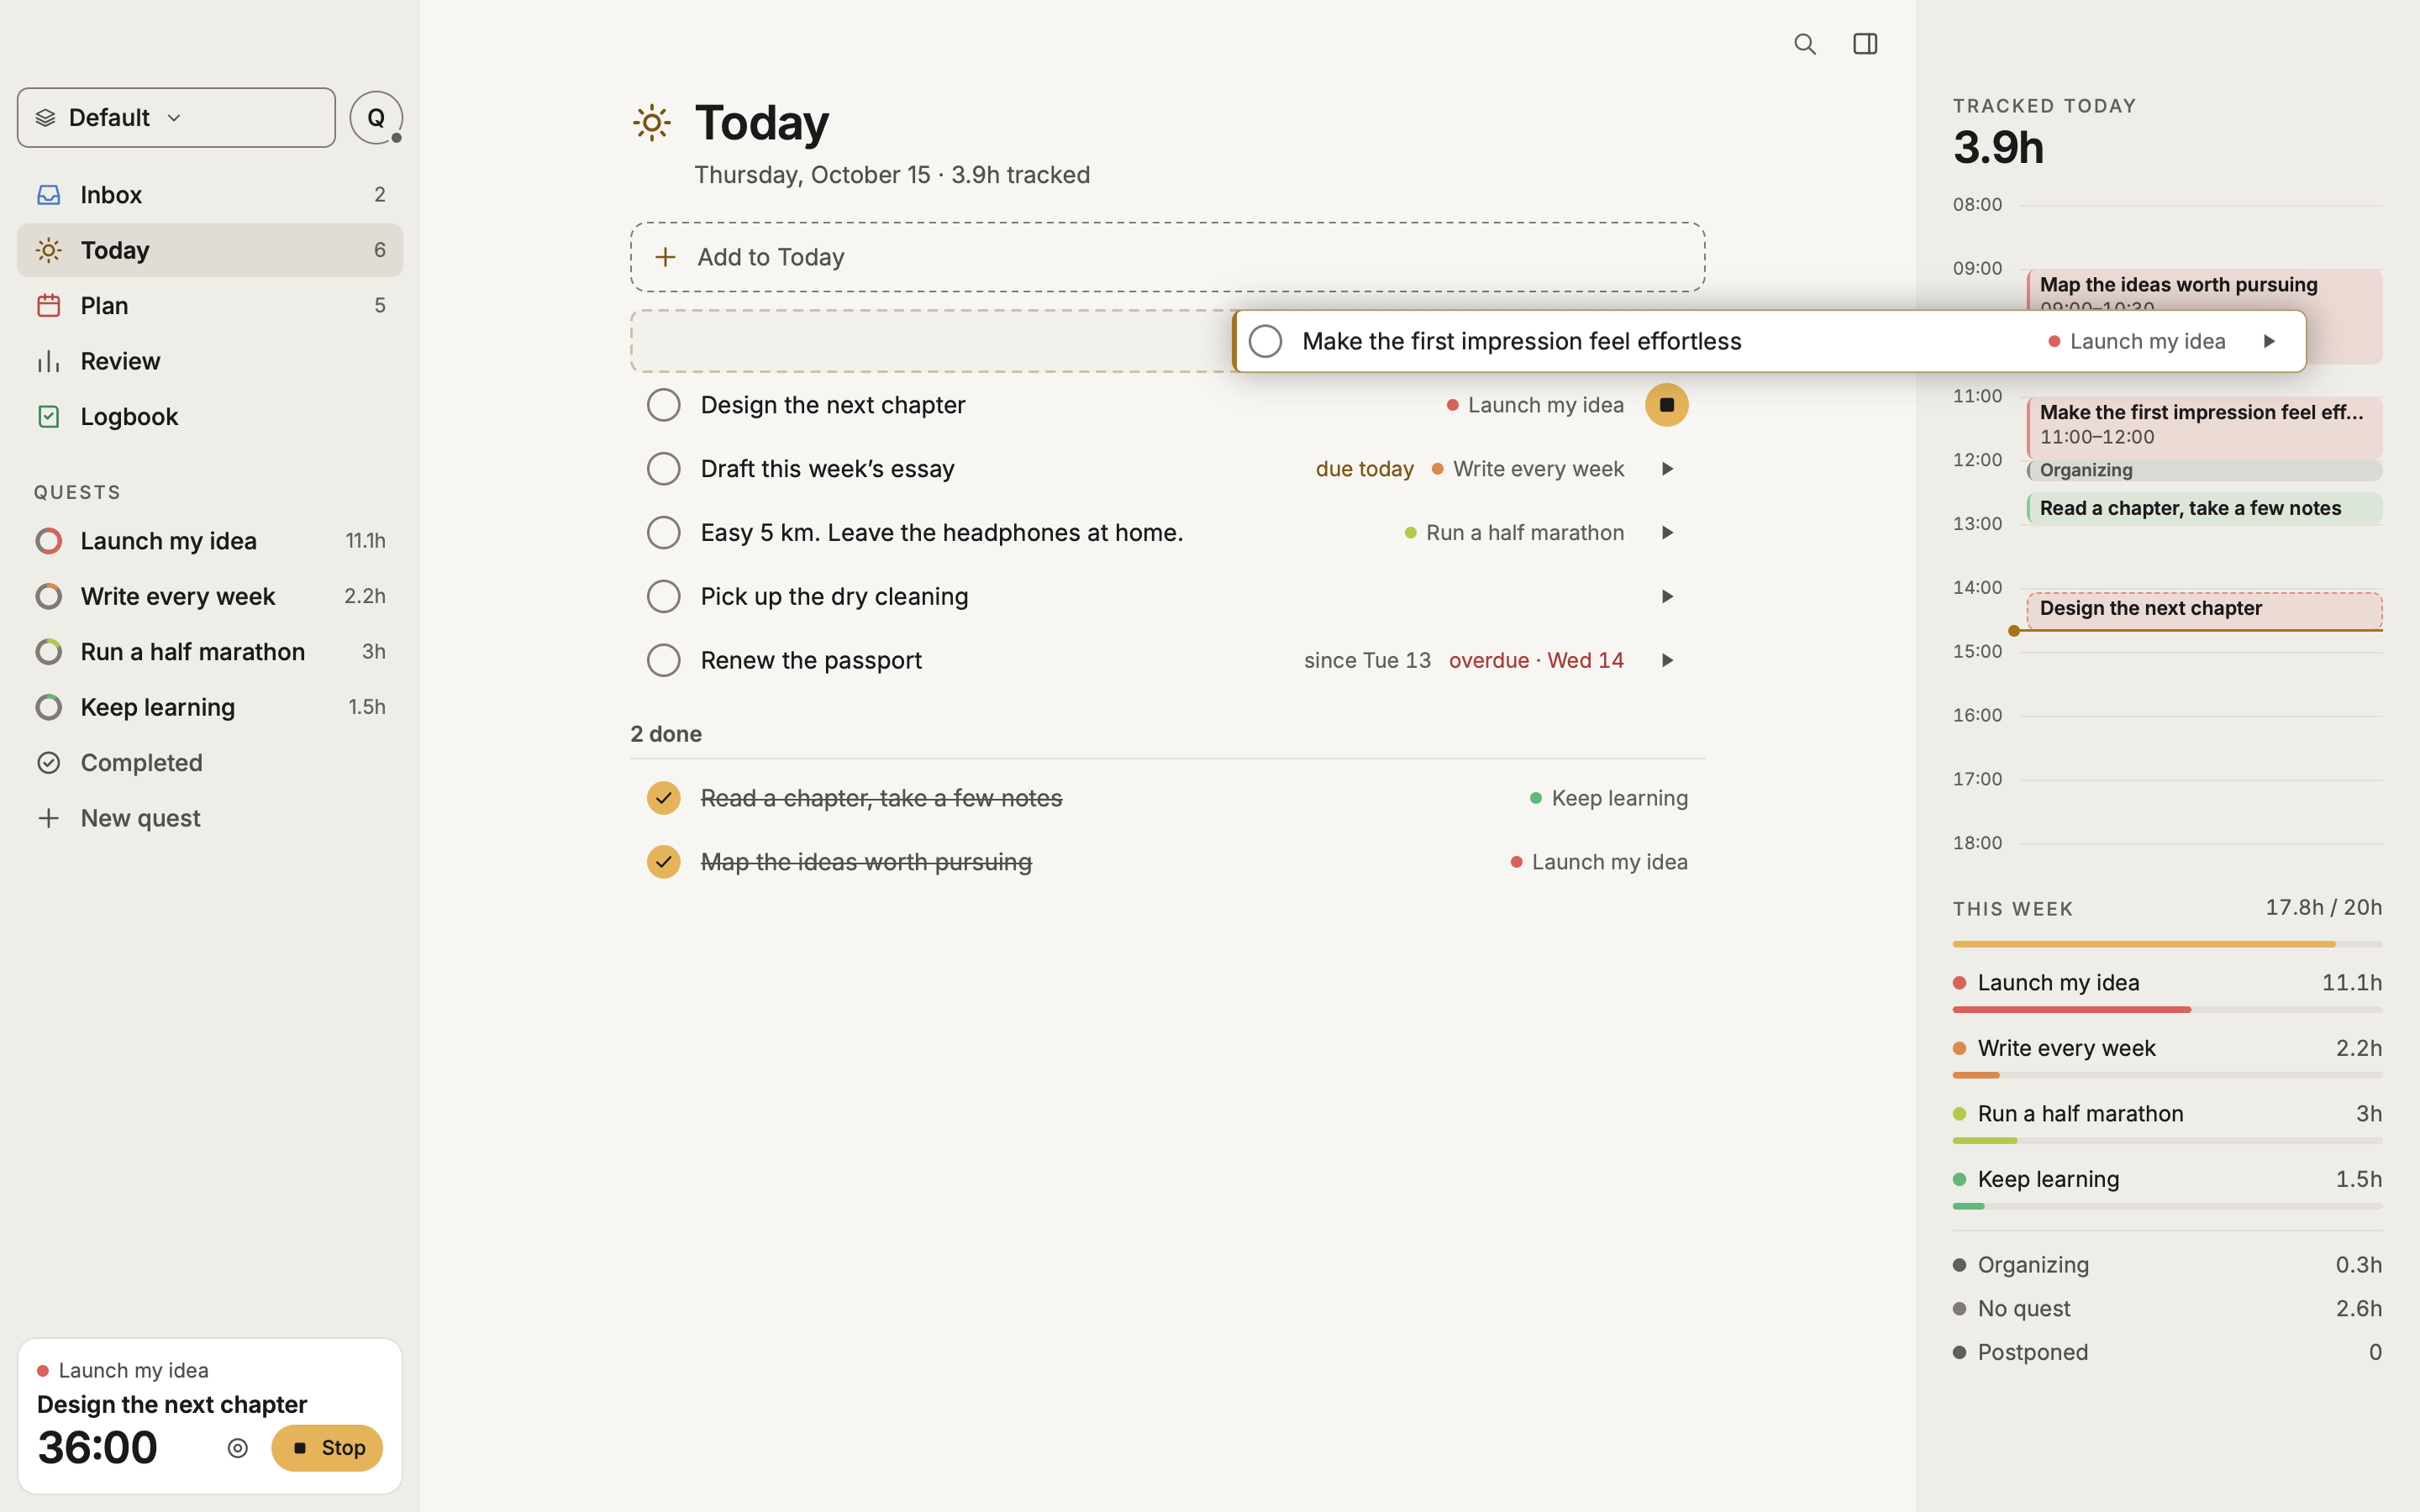 Default
Q
Inbox 2
Today 6
Plan 5
Review
Logbook
QUESTS
Launch my idea 11.1h
Write every week 2.2h
Run a half marathon 3h
Keep learning 1.5h
Completed
New quest
Launch my idea
Design the next chapter
36:00 Stop
Today
Thursday, October 15 · 3.9h tracked
Add to Today
Make the first impression feel effortless Launch my idea
Design the next chapter Launch my idea
Draft this week’s essay due today Write every week
Easy 5 km. Leave the headphones at home. Run a half marathon
Pick up the dry cleaning
Renew the passport since Tue 13 overdue · Wed 14
2 done
Read a chapter, take a few notes Keep learning
Map the ideas worth pursuing Launch my idea
TRACKED TODAY
3.9h
08:00
09:00
Map the ideas worth pursuing
09:00–10:30
11:00
Make the first impression feel eff...
11:00–12:00
12:00
Organizing
Read a chapter, take a few notes
13:00
14:00
Design the next chapter
15:00
16:00
17:00
18:00
THIS WEEK 17.8h / 20h
Launch my idea 11.1h
Write every week 2.2h
Run a half marathon 3h
Keep learning 1.5h
Organizing 0.3h
No quest 2.6h
Postponed 0